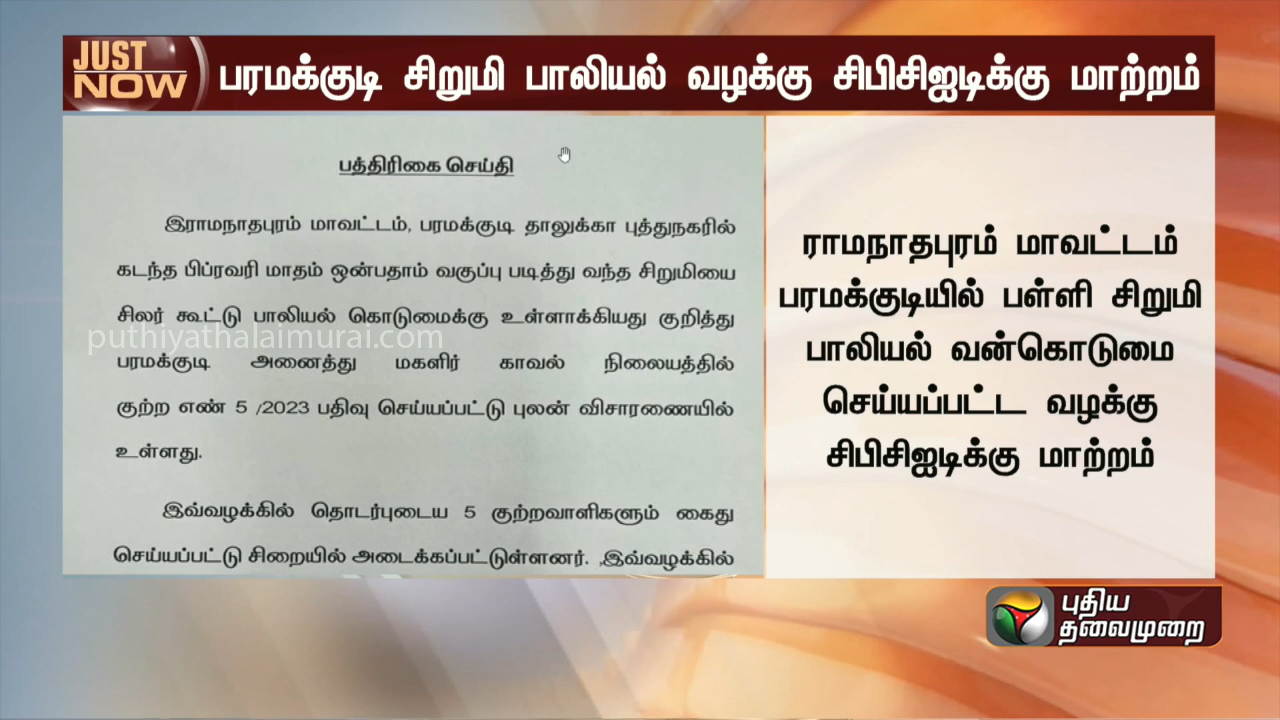 JUST
NOW
பரமக்குடி சிறுமி பாலியல் வழக்கு சிபிசிஐடிக்கு மாற்றம்
பத்திரிகை செய்தி
இராமநாதபுரம் மாவட்டம், பரமக்குடி தாலுக்கா புத்துநகரில்
கடந்த பிப்ரவரி மாதம் ஒன்பதாம் வகுப்பு படித்து வந்த சிறுமியை
சிலர் கூட்டு பாலியல் கொடுமைக்கு உள்ளாக்கியது குறித்து
puthiyathalaimurai.com
பரமக்குடி அனைத்து மகளிர் காவல் நிலையத்தில்
குற்ற எண் 5 /2023 பதிவு செய்யப்பட்டு புலன் விசாரணையில்
உள்ளது.
இவ்வழக்கில் தொடர்புடைய 5 குற்றவாளிகளும் கைது
செய்யப்பட்டு சிறையில் அடைக்கப்பட்டுள்ளனர். ,இவ்வழக்கில்
ராமநாதபுரம் மாவட்டம்
பரமக்குடியில் பள்ளி சிறுமி
பாலியல் வன்கொடுமை
செய்யப்பட்ட வழக்கு
சிபிசிஐடிக்கு மாற்றம்
புதிய
தலைமுறை